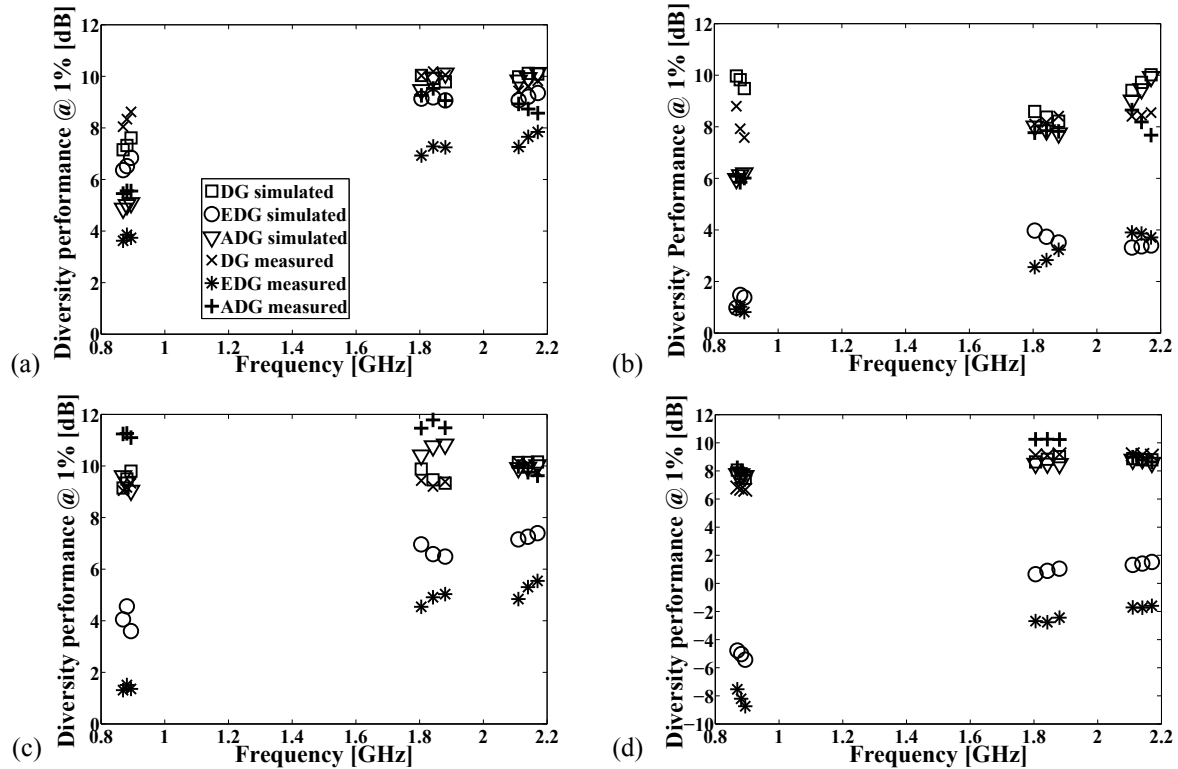 Diversity performance @ 1% [dB]
12
10
8
6
4
2
0
0.8 1 1.2 1.4 1.6 1.8 2 2.2
Frequency [GHz]
DG simulated
EDG simulated
ADG simulated
DG measured
EDG measured
ADG measured
(a)
Diversity Performance @ 1% [dB]
12
10
8
6
4
2
0
0.8 1 1.2 1.4 1.6 1.8 2 2.2
Frequency [GHz]
(b)
Diversity performance @ 1% [dB]
12
10
8
6
4
2
0
0.8 1 1.2 1.4 1.6 1.8 2 2.2
Frequency [GHz]
(c)
Diversity performance @ 1% [dB]
12
10
8
6
4
2
0
−2
−4
−6
−8
−10
0.8 1 1.2 1.4 1.6 1.8 2 2.2
Frequency [GHz]
(d)